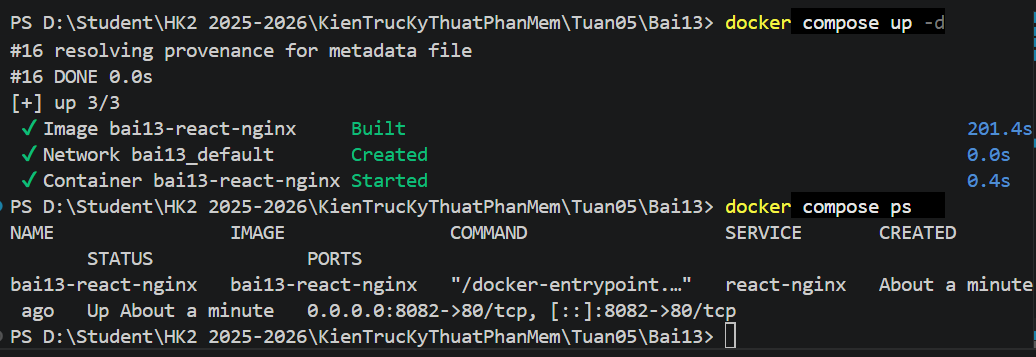 PS D:\Student\HK2 2025-2026\KienTrucKyThuatPhanMem\Tuan05\Bai13> docker compose up -d
#16 resolving provenance for metadata file
#16 DONE 0.0s
[+] up 3/3
✓ Image bai13-react-nginx Built 201.4s
✓ Network bai13_default Created 0.0s
✓ Container bai13-react-nginx Started 0.4s
PS D:\Student\HK2 2025-2026\KienTrucKyThuatPhanMem\Tuan05\Bai13> docker compose ps
NAME IMAGE COMMAND SERVICE CREATED
STATUS PORTS
bai13-react-nginx bai13-react-nginx "/docker-entrypoint.…" react-nginx About a minute
ago Up About a minute 0.0.0.0:8082->80/tcp, [::]:8082->80/tcp
PS D:\Student\HK2 2025-2026\KienTrucKyThuatPhanMem\Tuan05\Bai13>